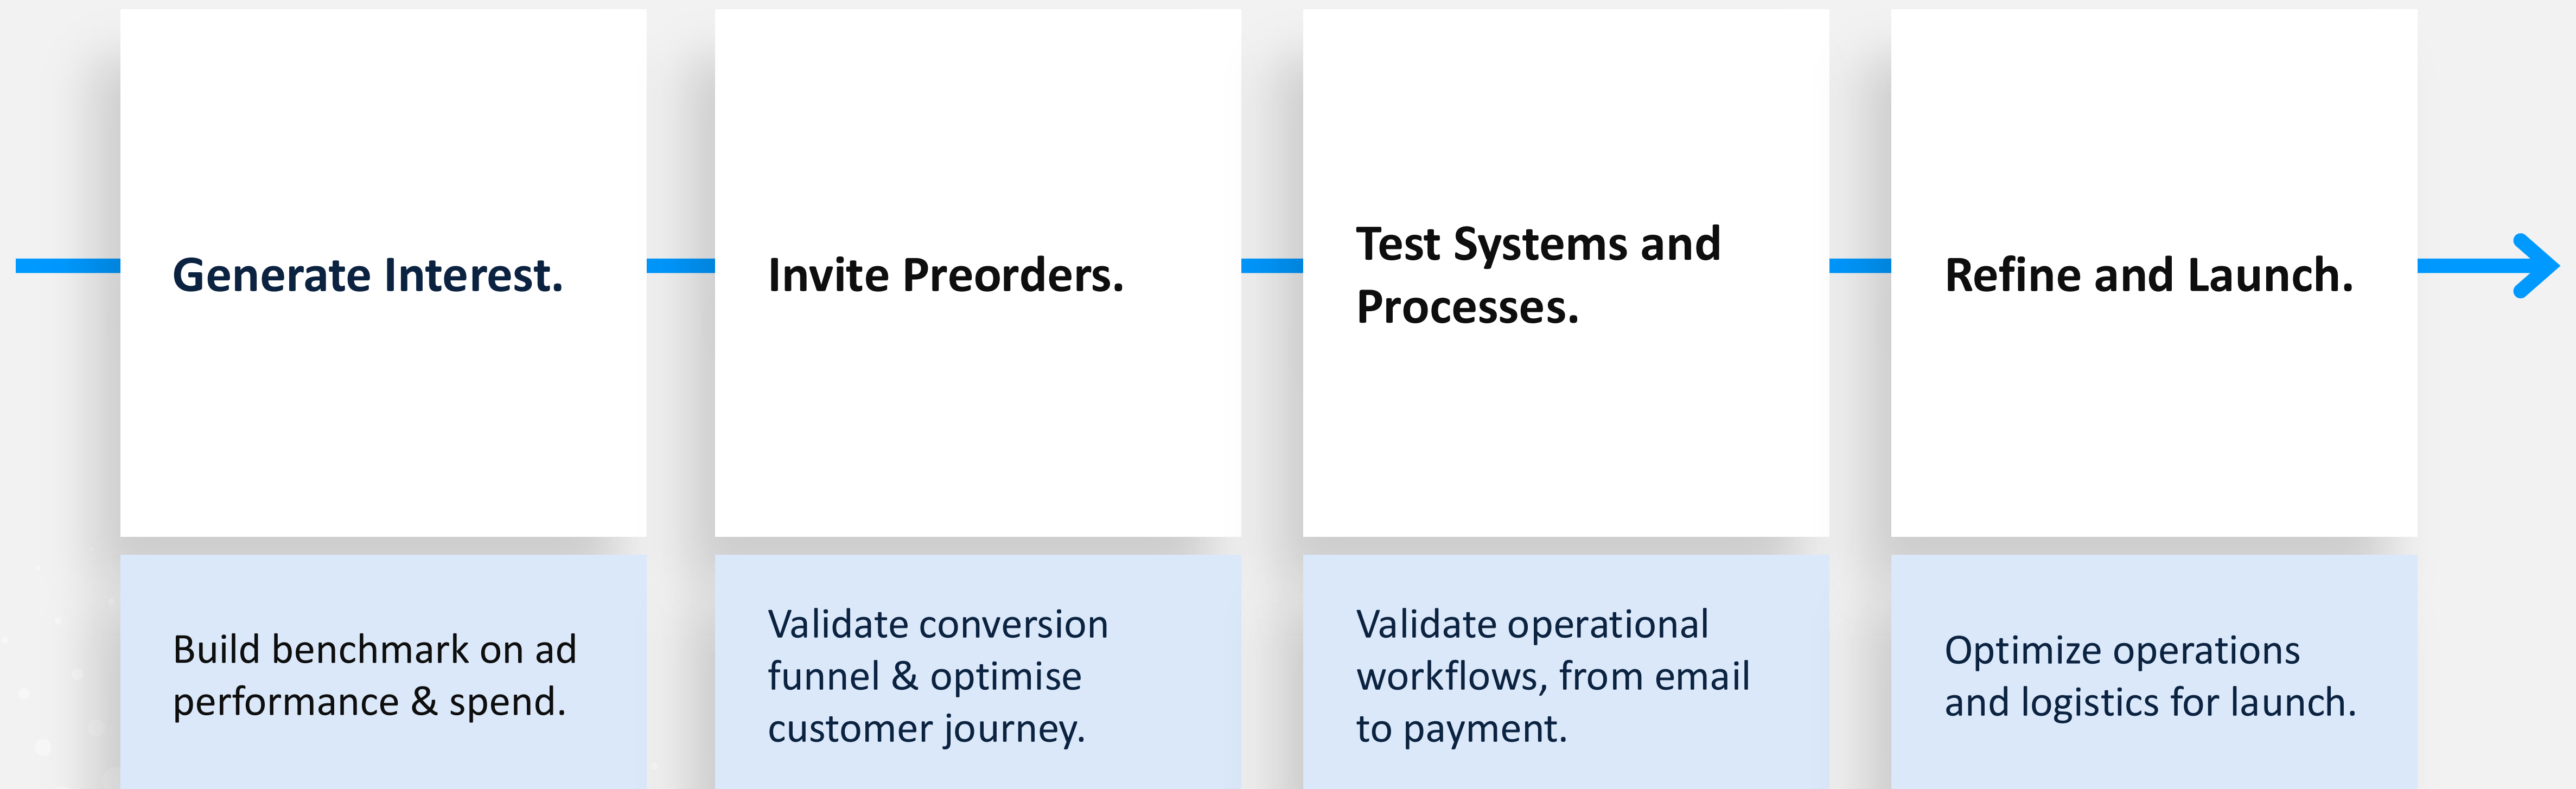 Generate Interest.
Invite Preorders.
Test Systems and
Processes.
Refine and Launch.
Build benchmark on ad
performance & spend.
Validate conversion
funnel & optimise
customer journey.
Validate operational
workflows, from email
to payment.
Optimize operations
and logistics for launch.